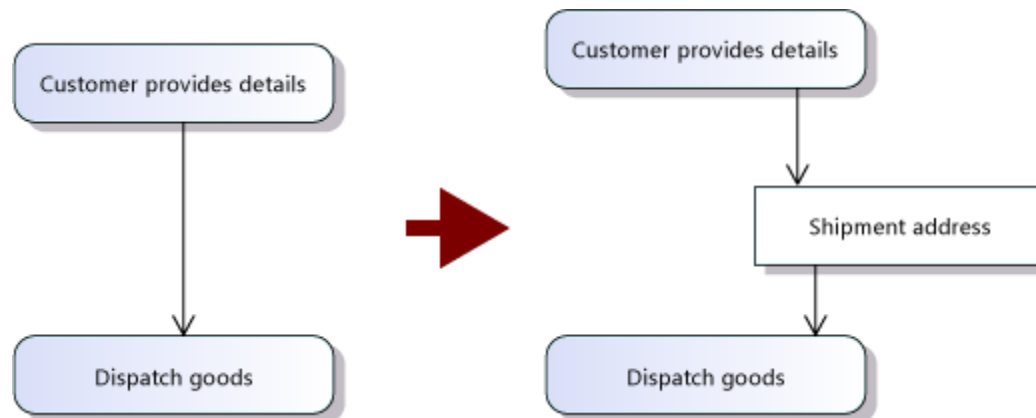 Customer provides details
Dispatch goods
Customer provides details
Shipment address
Dispatch goods